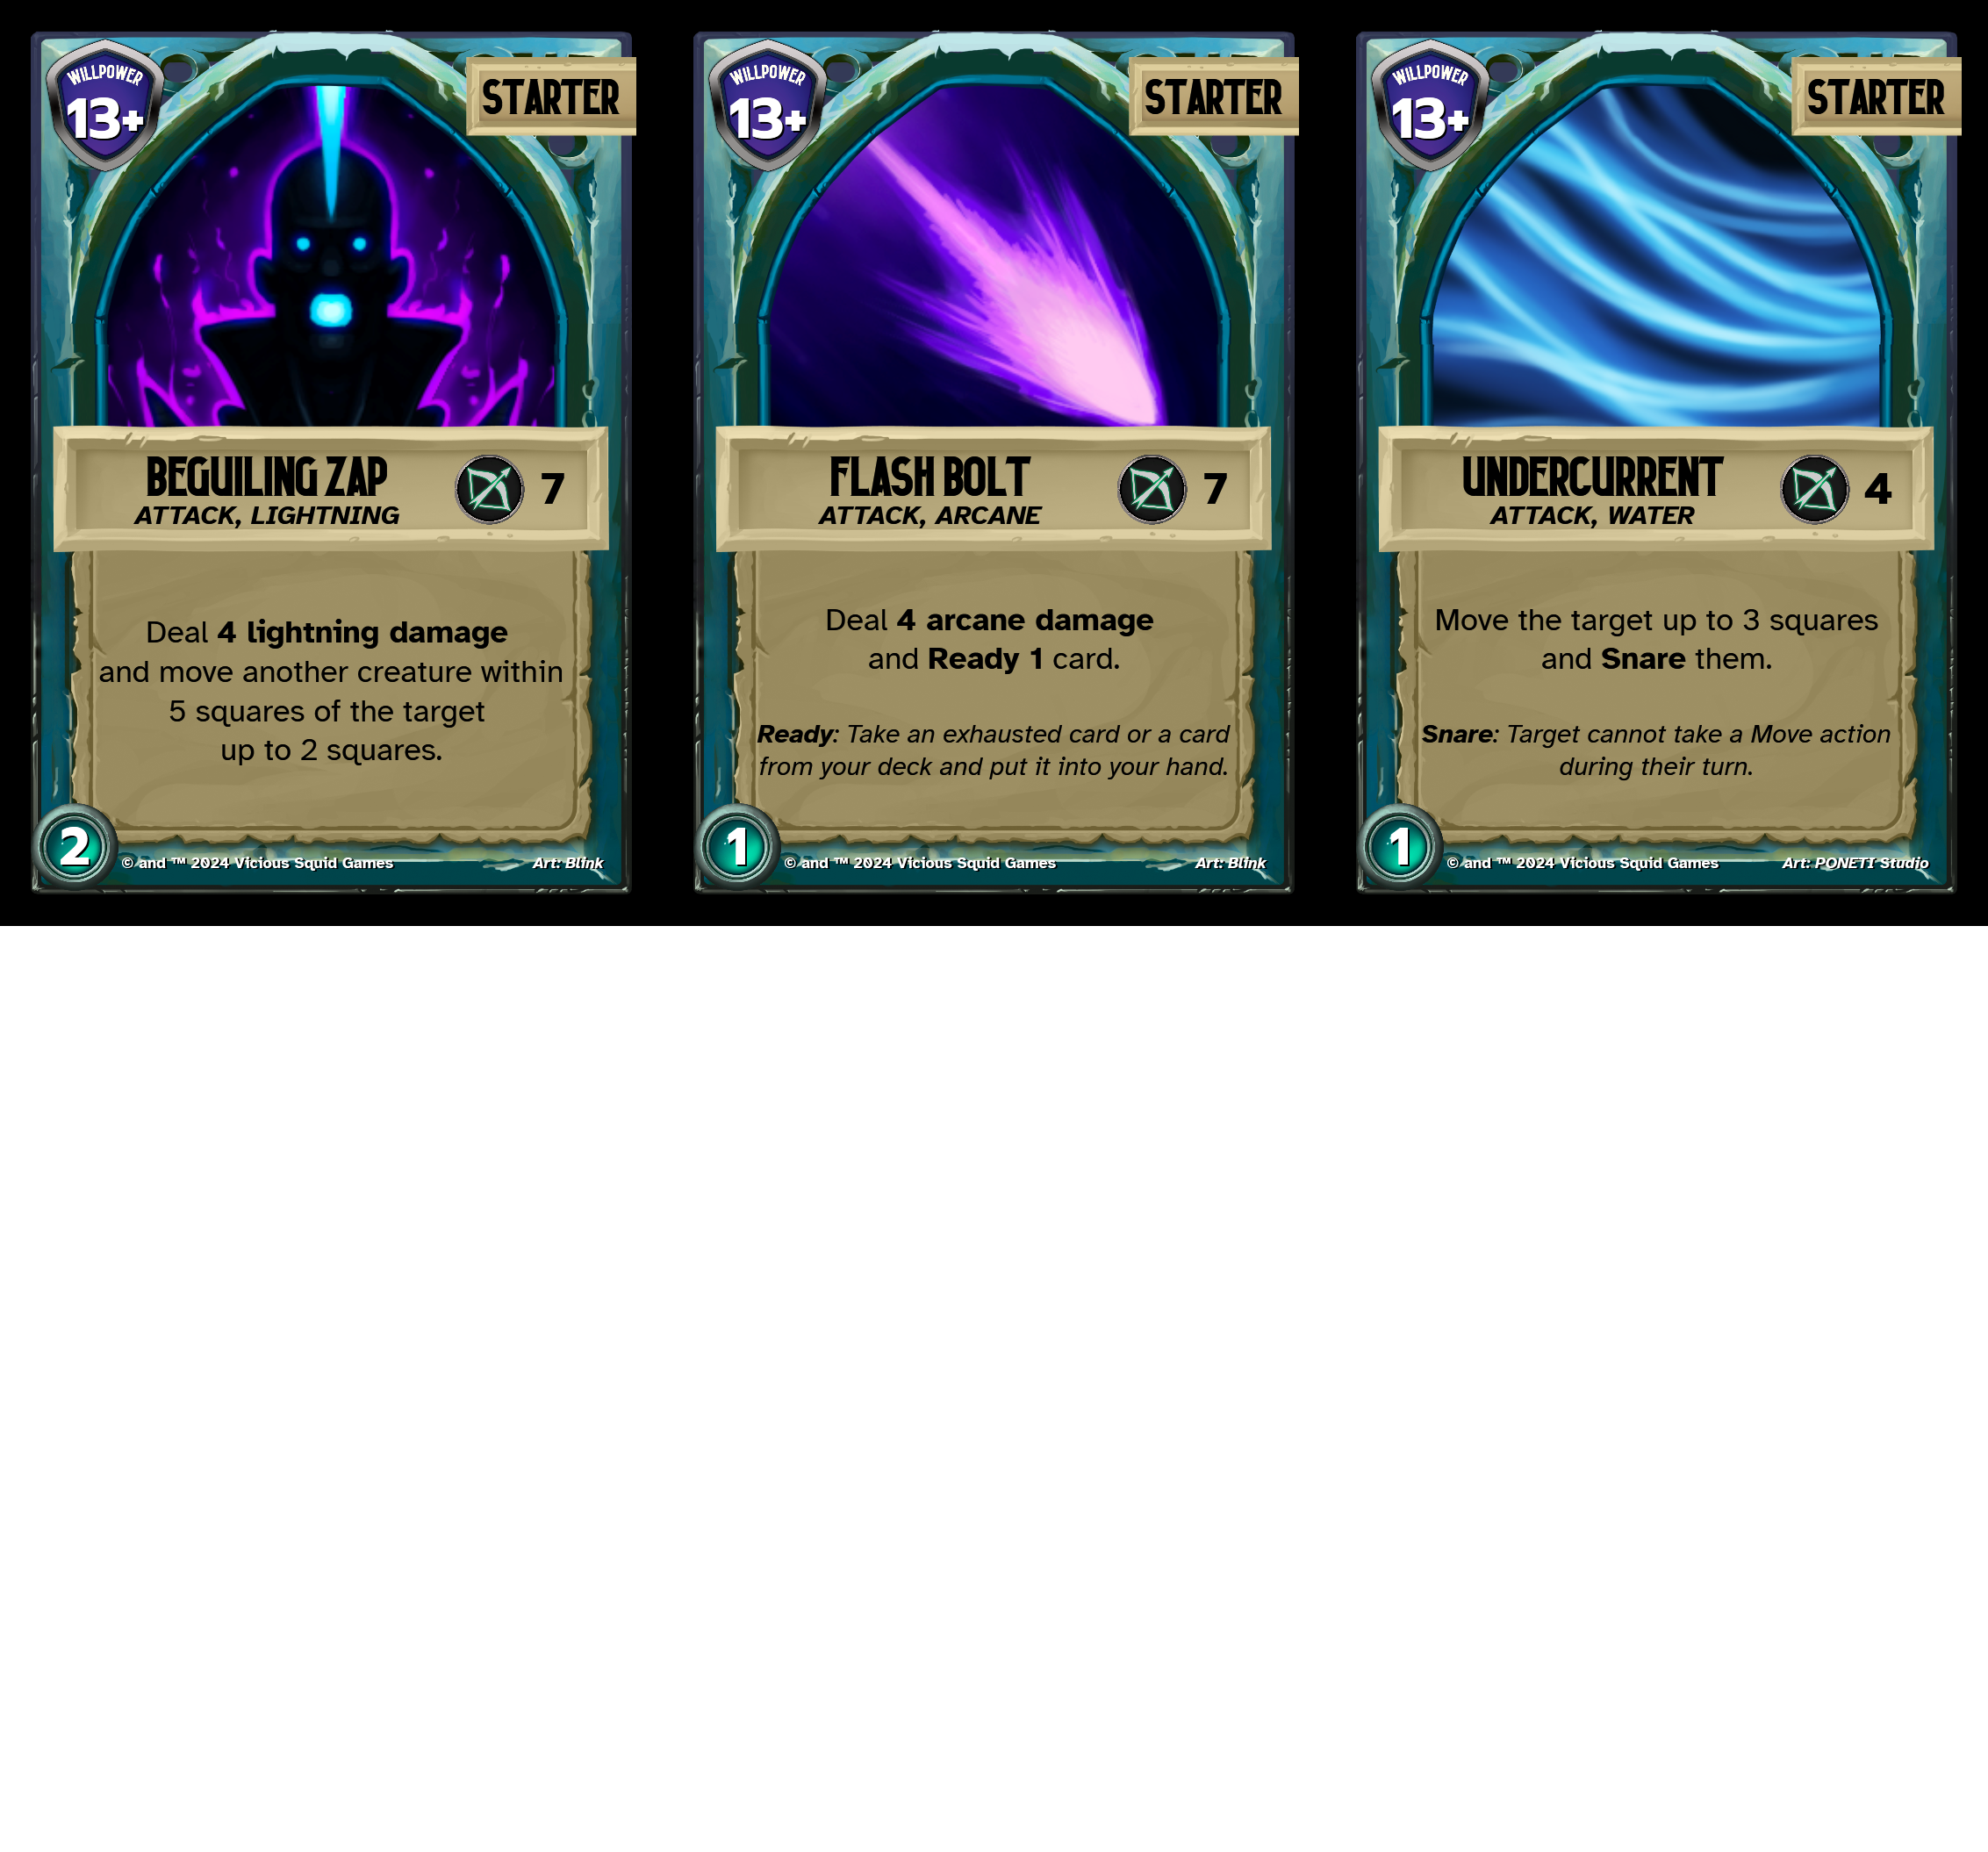 WILLPOWER
13+
STARTER
BEGUILING ZAP
ATTACK, LIGHTNING
7
Deal 4 lightning damage
and move another creature within
5 squares of the target
up to 2 squares.
2
© and ™ 2024 Vicious Squid Games
Art: Blink
WILLPOWER
13+
STARTER
FLASH BOLT
ATTACK, ARCANE
7
Deal 4 arcane damage
and Ready 1 card.
Ready: Take an exhausted card or a card
from your deck and put it into your hand.
1
© and ™ 2024 Vicious Squid Games
Art: Blink
WILLPOWER
13+
STARTER
UNDERCURRENT
ATTACK, WATER
4
Move the target up to 3 squares
and Snare them.
Snare: Target cannot take a Move action
during their turn.
1
© and ™ 2024 Vicious Squid Games
Art: PONETI Studio